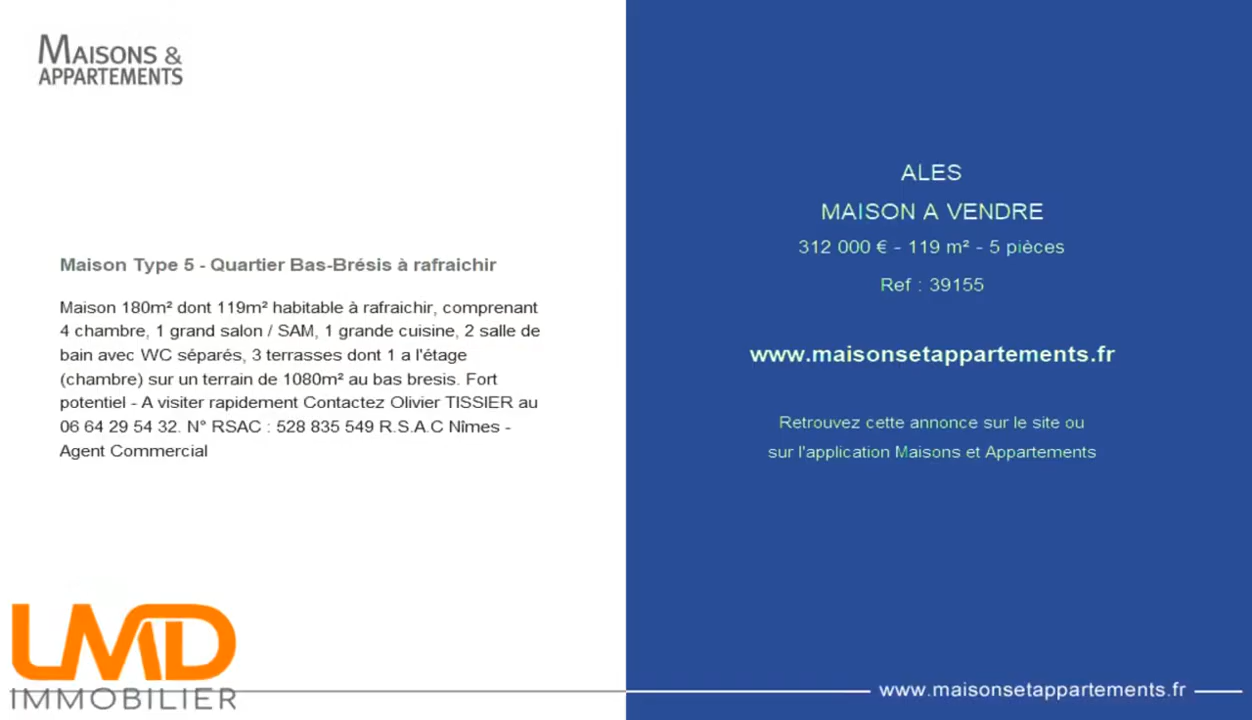 MAISONS &
APPARTEMENTS
Maison Type 5 - Quartier Bas-Brésis à rafraichir
Maison 180m² dont 119m² habitable à rafraichir, comprenant
4 chambre, 1 grand salon / SAM, 1 grande cuisine, 2 salle de
bain avec WC séparés, 3 terrasses dont 1 a l'étage
(chambre) sur un terrain de 1080m² au bas bresis. Fort
potentiel - A visiter rapidement Contactez Olivier TISSIER au
06 64 29 54 32. N° RSAC : 528 835 549 R.S.A.C Nîmes -
Agent Commercial
LMD
IMMOBILIER
ALES
MAISON A VENDRE
312 000 € - 119 m² - 5 pièces
Ref : 39155
www.maisonsetappartements.fr
Retrouvez cette annonce sur le site ou
sur l'application Maisons et Appartements
www.maisonsetappartements.fr